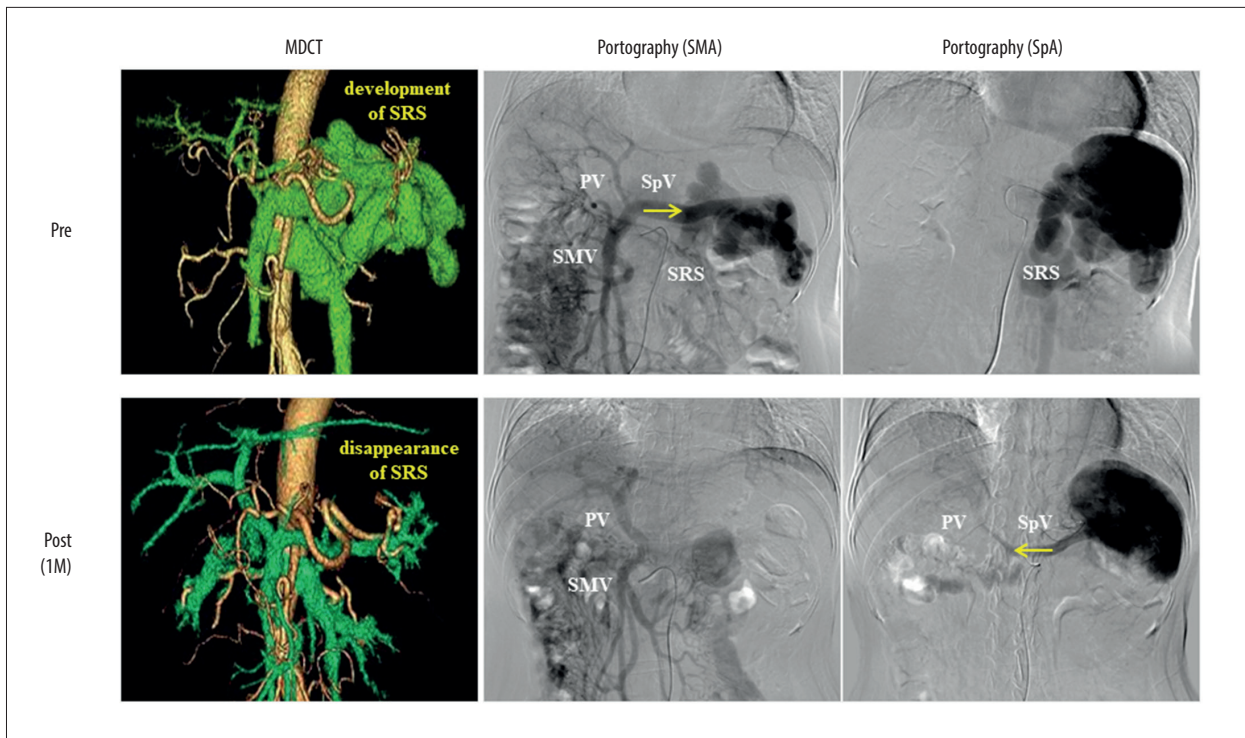 MDCT
Portography (SMA)
Portography (SpA)
Pre
development
of SRS
PV
SpV
SMV
SRS
SRS
Post
(1M)
disappearance
of SRS
PV
SMV
PV
SpV